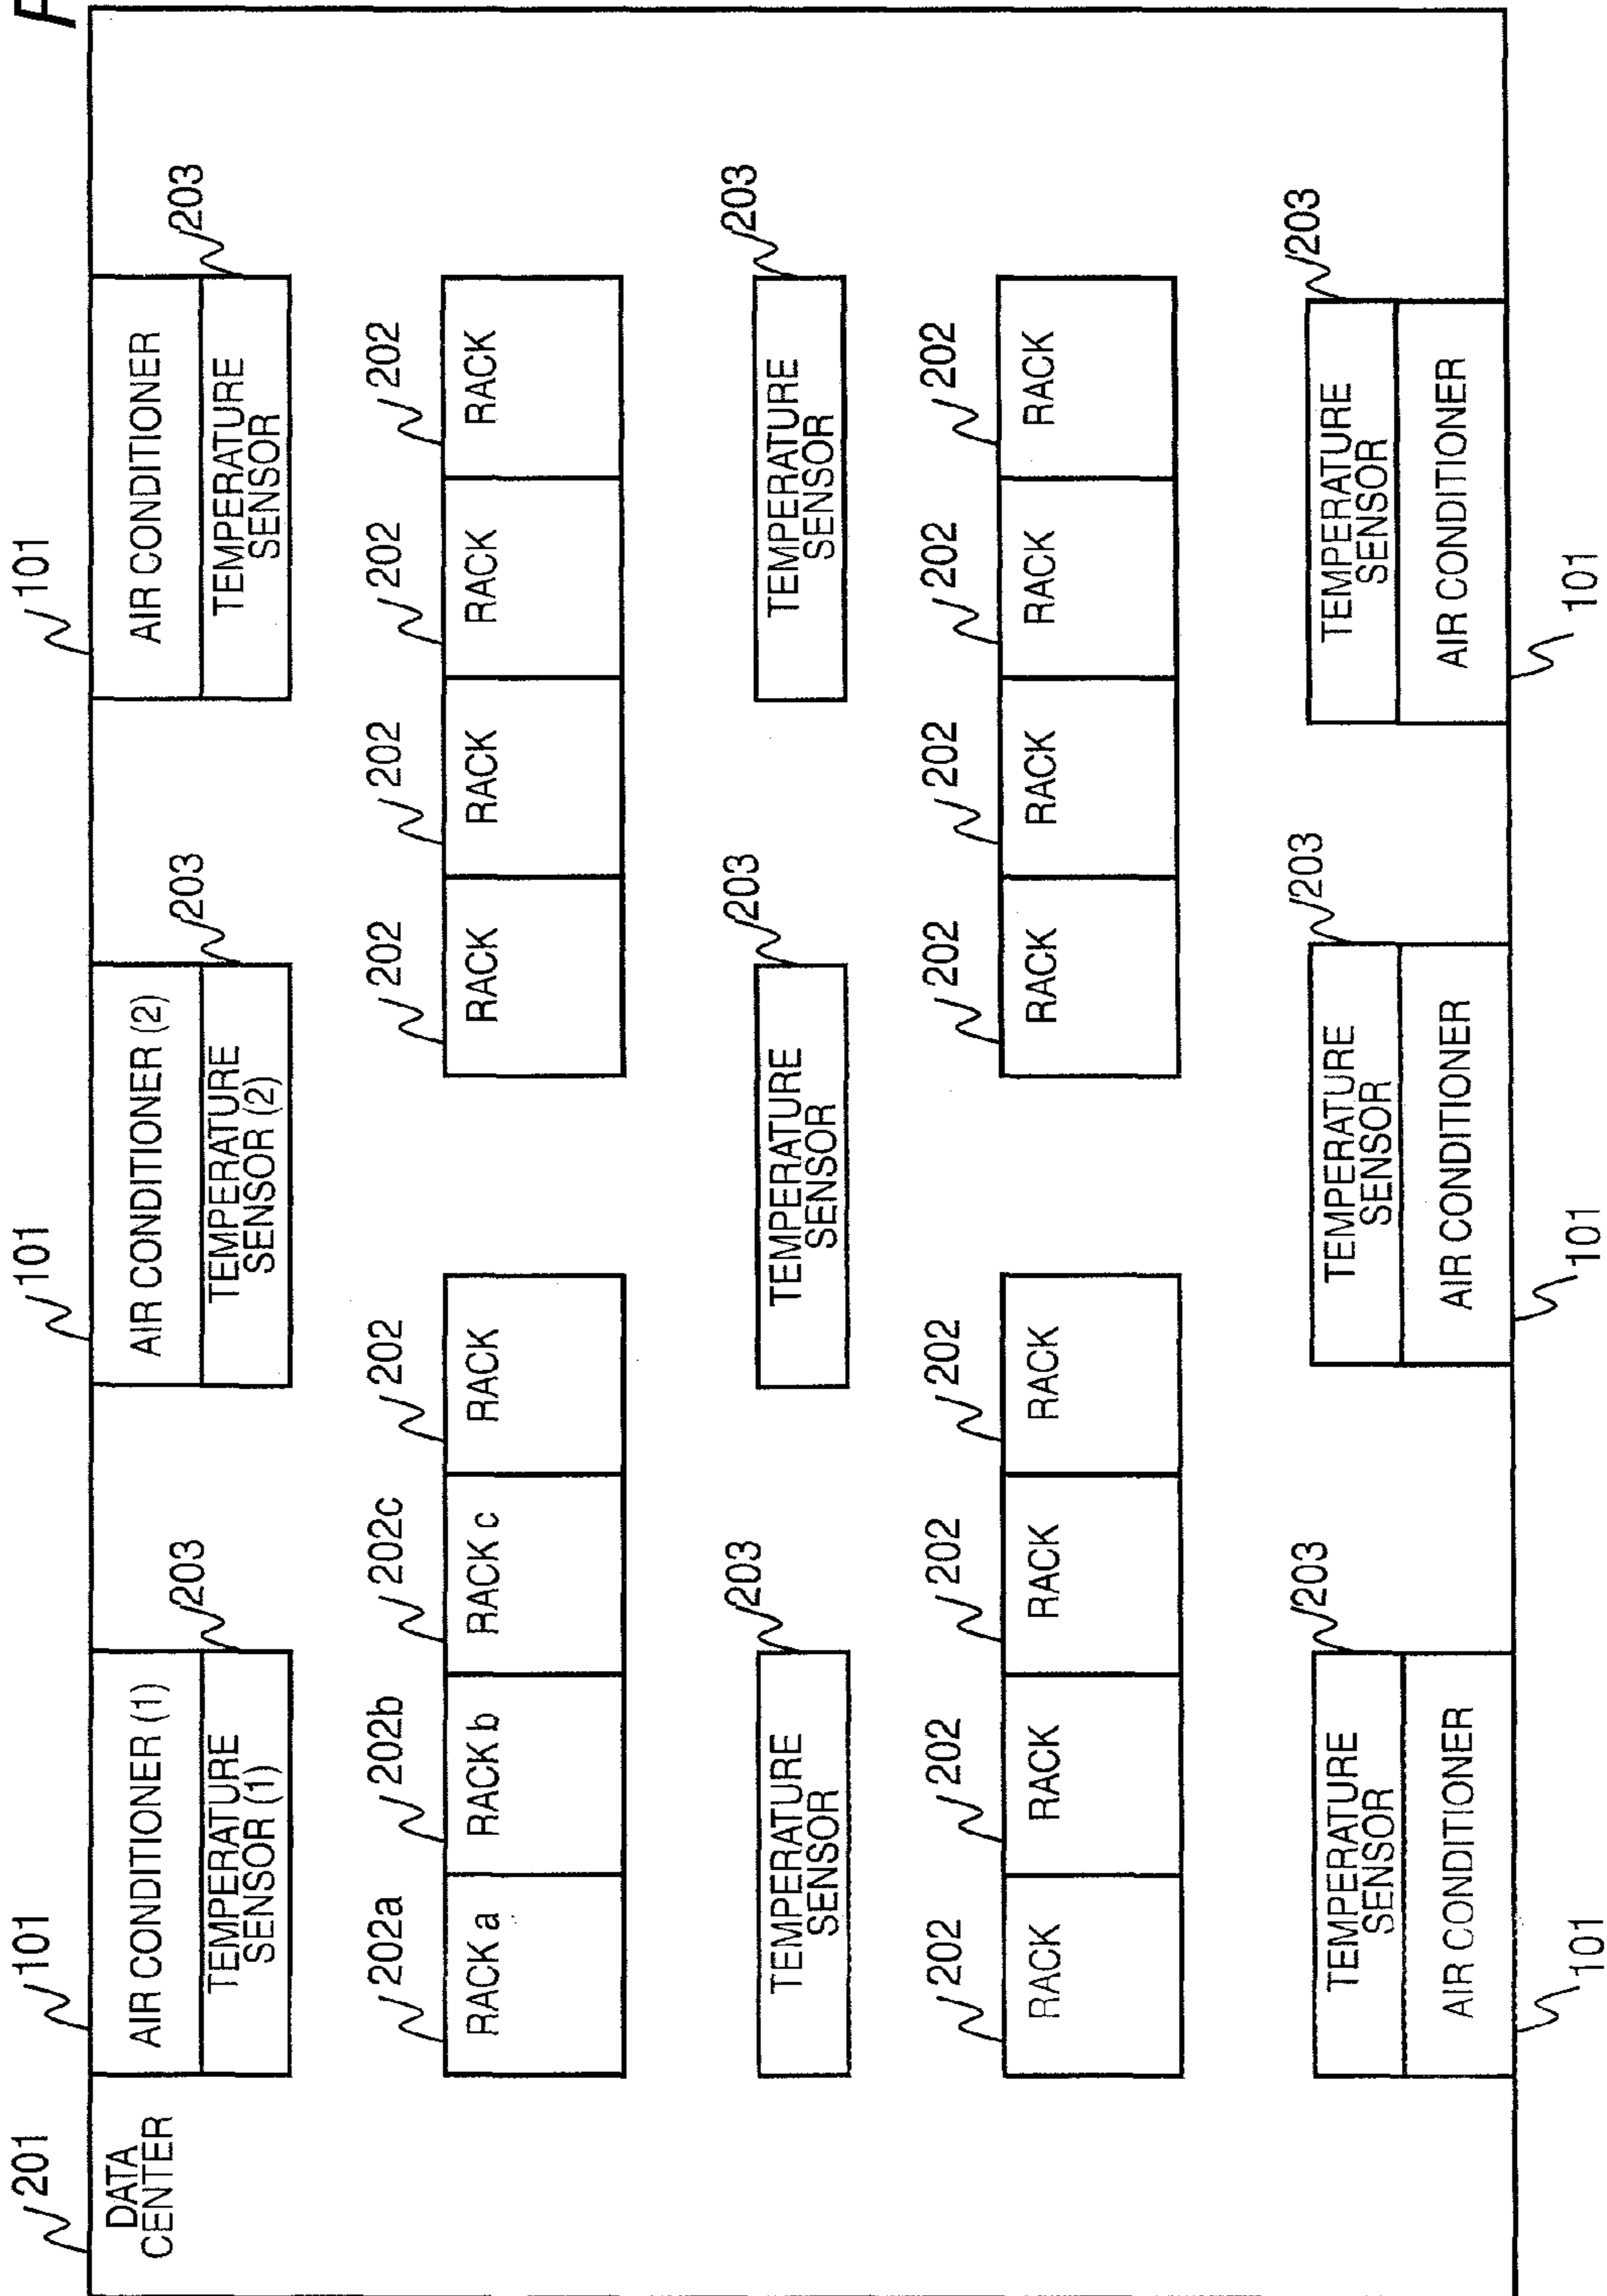 F
201
DATA
CENTER
101
AIR CONDITIONER (1)
TEMPERATURE
SENSOR (1)
203
101
AIR CONDITIONER (2)
TEMPERATURE
SENSOR (2)
203
101
AIR CONDITIONER
TEMPERATURE
SENSOR
203
202a
RACK a
202b
RACK b
202c
RACK c
202
RACK
202
RACK
202
RACK
202
RACK
202
RACK
TEMPERATURE
SENSOR
203
TEMPERATURE
SENSOR
203
TEMPERATURE
SENSOR
203
202
RACK
202
RACK
202
RACK
202
RACK
202
RACK
202
RACK
202
RACK
202
RACK
TEMPERATURE
SENSOR
203
AIR CONDITIONER
101
TEMPERATURE
SENSOR
203
AIR CONDITIONER
101
TEMPERATURE
SENSOR
203
AIR CONDITIONER
101